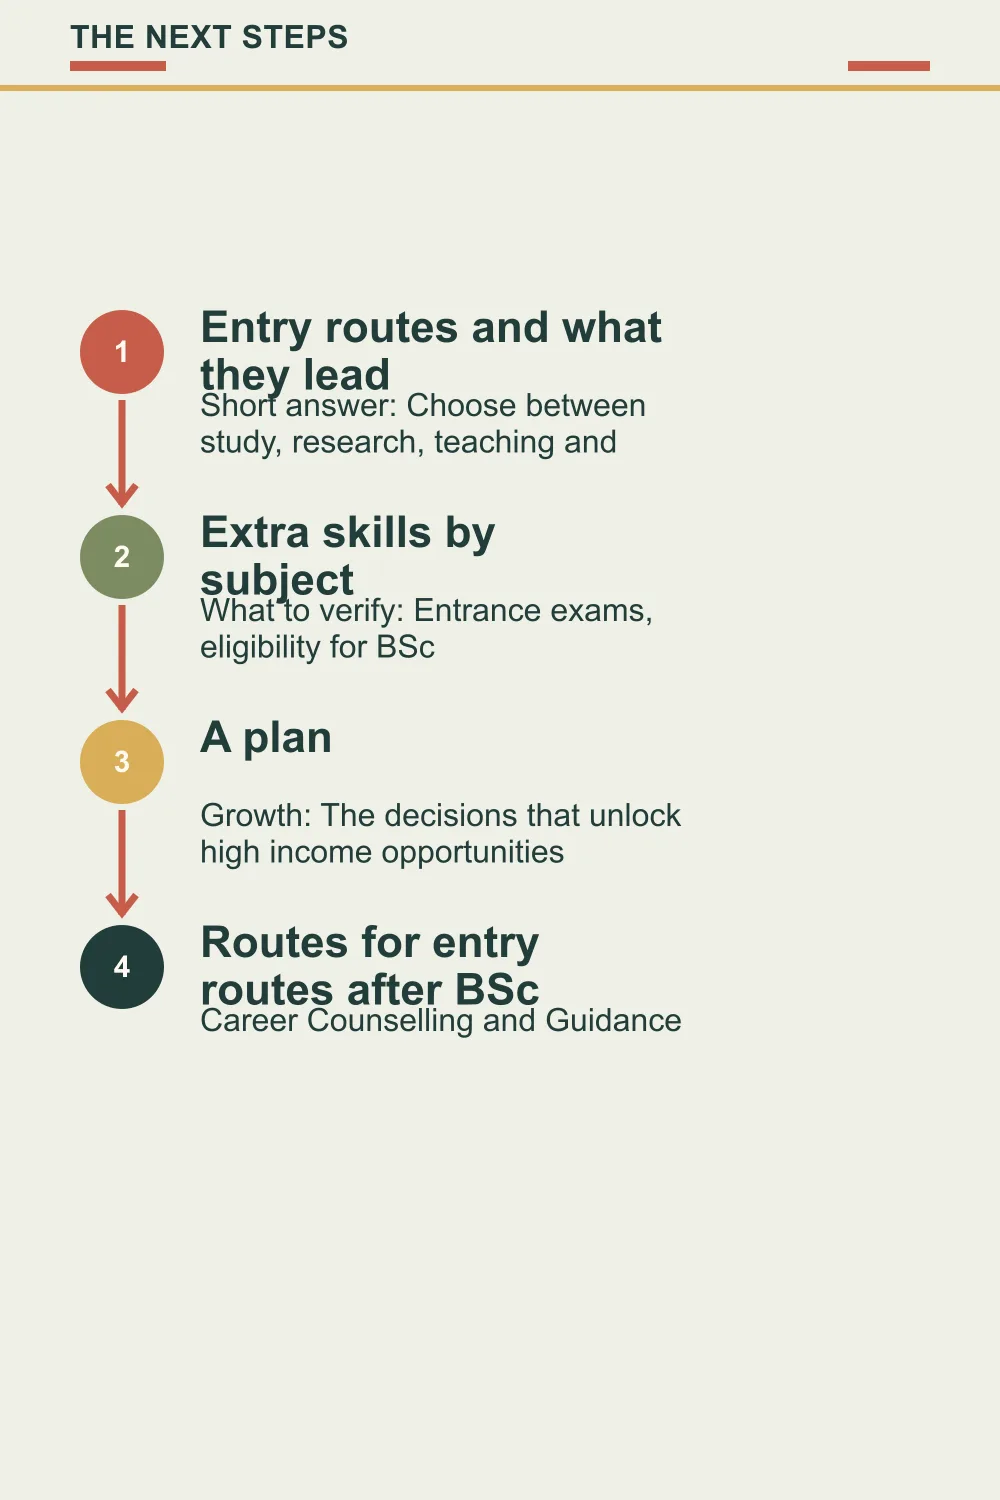 THE NEXT STEPS
1
Entry routes and what
they lead
Short answer: Choose between
study, research, teaching and
2
Extra skills by
subject
What to verify: Entrance exams,
eligibility for BSc
3
A plan
Growth: The decisions that unlock
high income opportunities
4
Routes for entry
routes after BSc
Career Counselling and Guidance